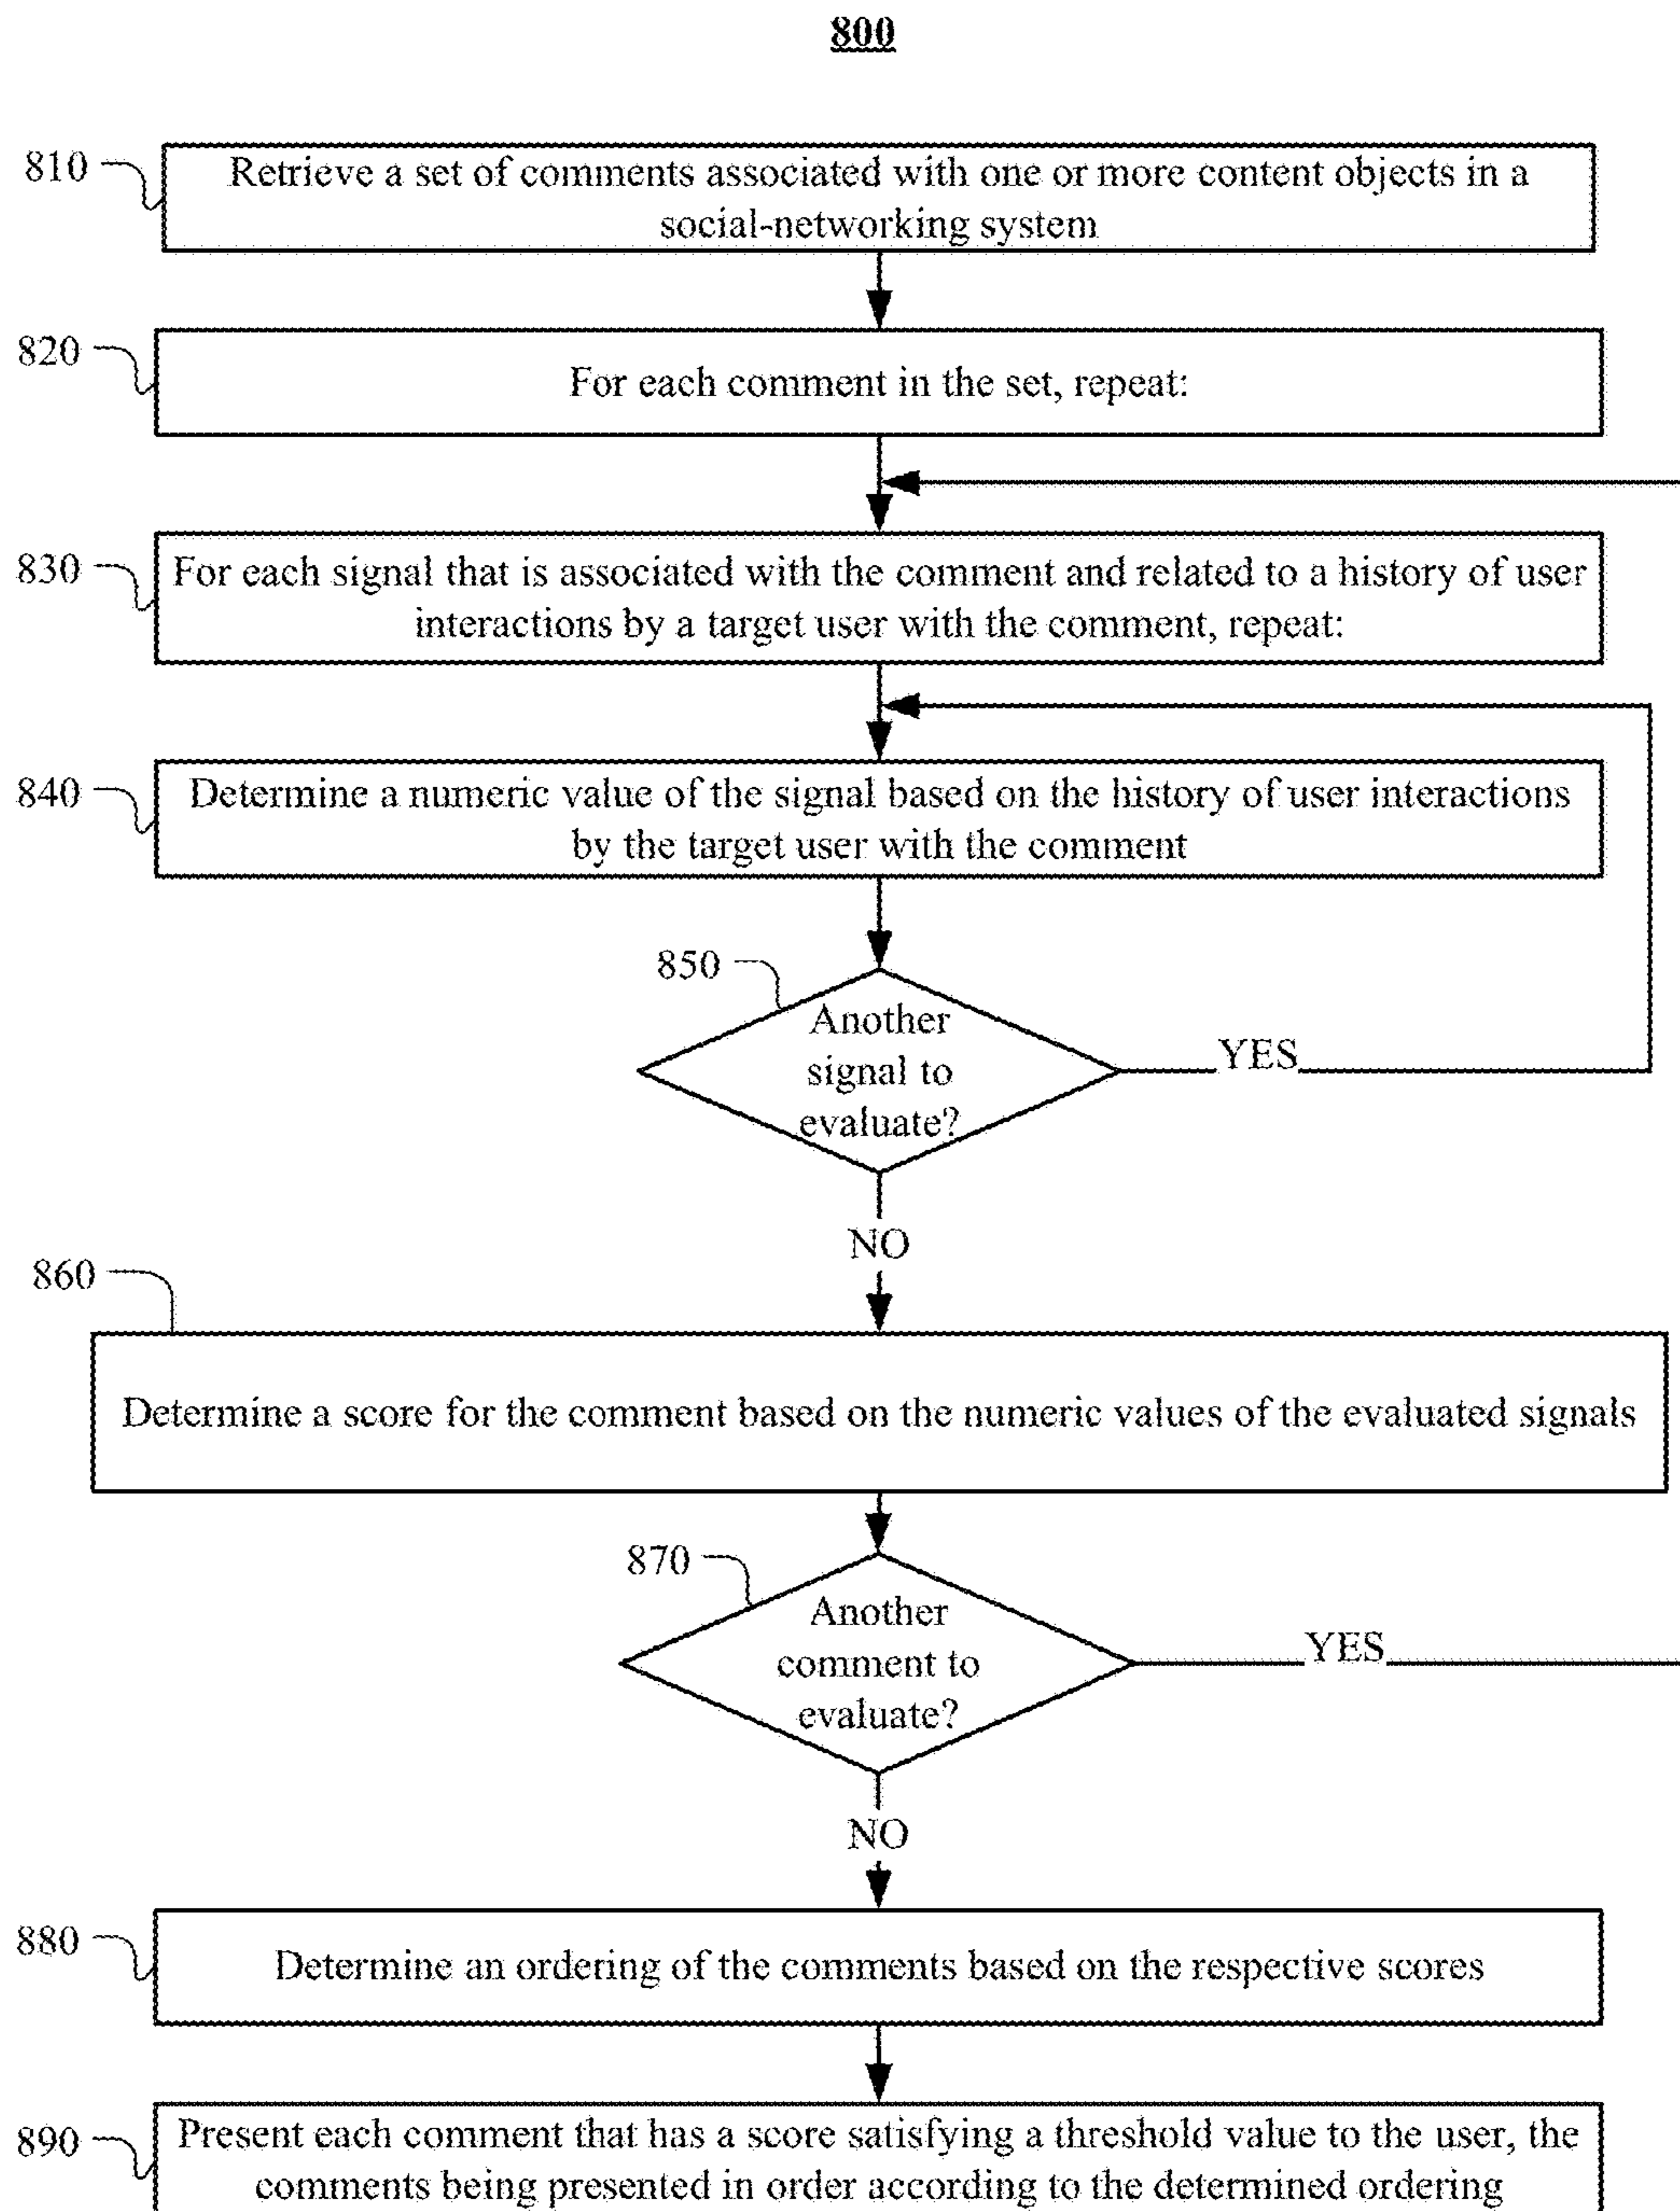 800
810
Retrieve a set of comments associated with one or more content objects in a
social-networking system
820
For each comment in the set, repeat:
830
For each signal that is associated with the comment and related to a history of user
interactions by a target user with the comment, repeat:
840
Determine a numeric value of the signal based on the history of user interactions
by the target user with the comment
850
Another
signal to
evaluate?
YES
NO
860
Determine a score for the comment based on the numeric values of the evaluated signals
870
Another
comment to
evaluate?
YES
NO
880
Determine an ordering of the comments based on the respective scores
890
Present each comment that has a score satisfying a threshold value to the user, the
comments being presented in order according to the determined ordering